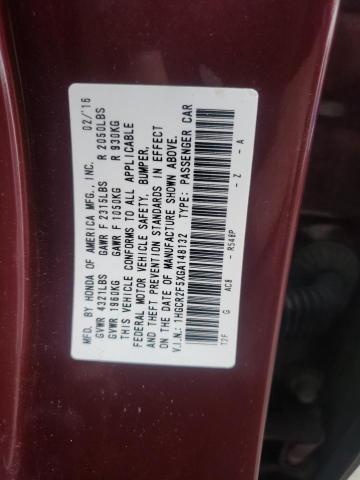 MFD. BY HONDA OF AMERICA MFG., INC. 02/16
GVWR 4321LBS GAWR F 2315LBS R 2050LBS
GVWR 1960KG GAWR F 1050KG R 930KG
THIS VEHICLE CONFORMS TO ALL APPLICABLE
FEDERAL MOTOR VEHICLE SAFETY, BUMPER,
AND THEFT PREVENTION STANDARDS IN EFFECT
ON THE DATE OF MANUFACTURE SHOWN ABOVE.
V.I.N.: 1HGCR2F5XGA148132 TYPE: PASSENGER CAR
T2F G AC8 - R548P - Z - A